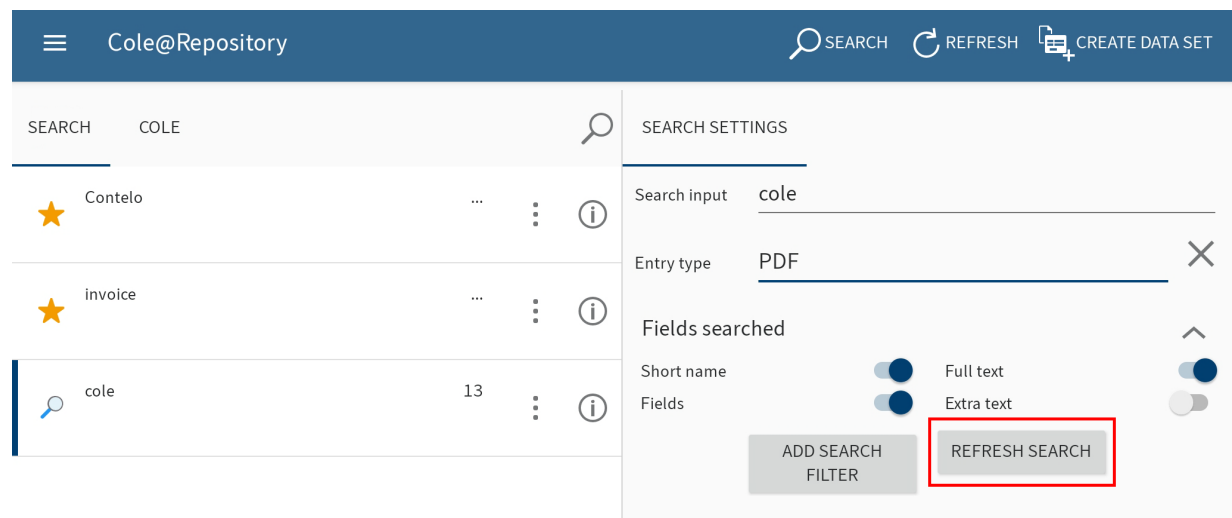 Cole@Repository
SEARCH
REFRESH
CREATE DATA SET
SEARCH
COLE
SEARCH SETTINGS
Contelo
...
invoice
...
cole
13
Search input
cole
Entry type
PDF
Fields searched
Short name
Full text
Fields
Extra text
ADD SEARCH
FILTER
REFRESH SEARCH